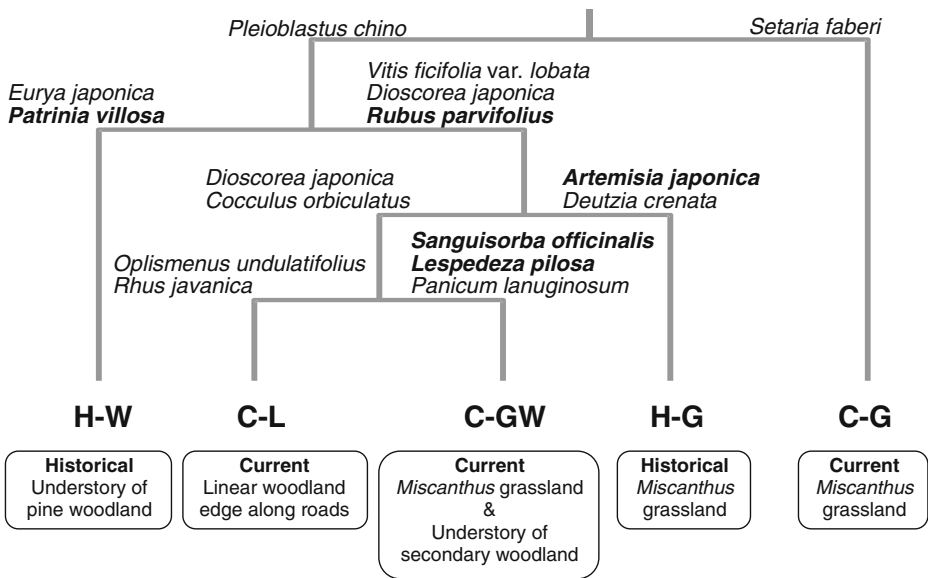 Pleioblastus chino
Setaria faberi
Vitis ficifolia var. lobata
Dioscorea japonica
Rubus parvifolius
Eurya japonica
Patrinia villosa
Dioscorea japonica
Cocculus orbiculatus
Artemisia japonica
Deutzia crenata
Sanguisorba officinalis
Lespedeza pilosa
Panicum lanuginosum
Oplismenus undulatifolius
Rhus javanica
H-W
C-L
C-GW
H-G
C-G
Historical
Understory of
pine woodland
Current
Linear woodland
edge along roads
Current
Miscanthus grassland
&
Understory of
secondary woodland
Historical
Miscanthus
grassland
Current
Miscanthus
grassland